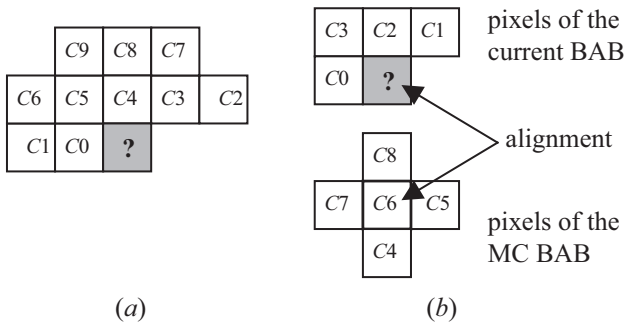 C9 C8 C7
C6 C5 C4 C3 C2
C1 C0 ?
(a)
C3 C2 C1
C0 ?
pixels of the
current BAB
alignment
C8
C7 C6 C5
C4
pixels of the
MC BAB
(b)